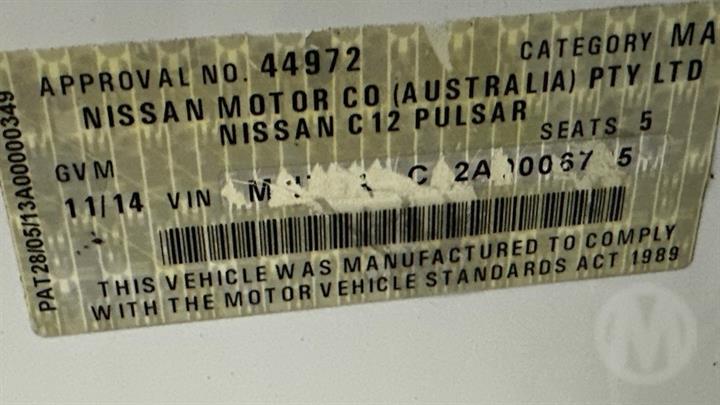 APPROVAL NO. 44972 CATEGORY MA
NISSAN MOTOR CO (AUSTRALIA) PTY LTD
NISSAN C12 PULSAR
SEATS 5
GVM
11/14 VIN
THIS VEHICLE WAS MANUFACTURED TO COMPLY
WITH THE MOTOR VEHICLE STANDARDS ACT 1989
PAT28/05/13A00000349
M